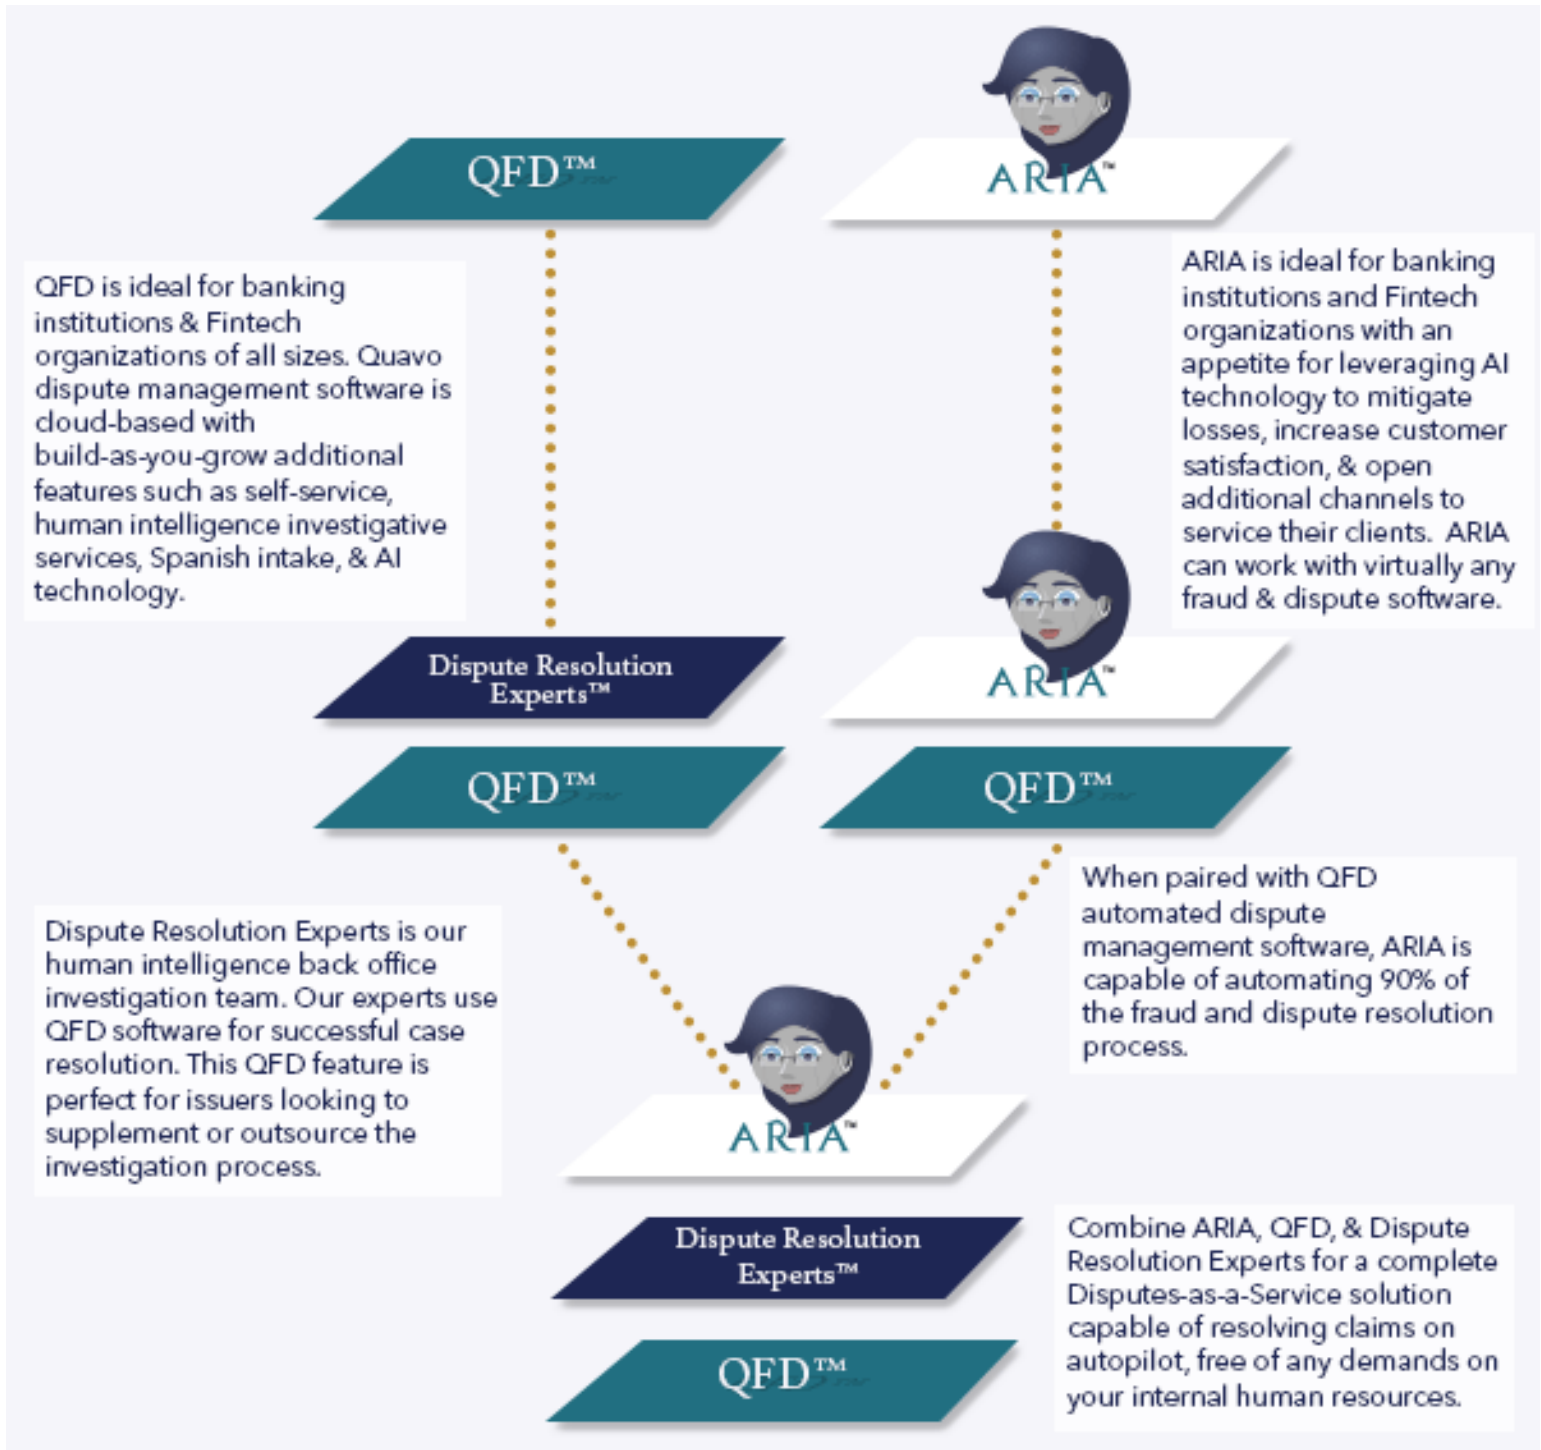 QFD™
ARIA™
QFD is ideal for banking
institutions & Fintech
organizations of all sizes. Quavo
dispute management software is
cloud-based with
build-as-you-grow additional
features such as self-service,
human intelligence investigative
services, Spanish intake, & AI
technology.
ARIA is ideal for banking
institutions and Fintech
organizations with an
appetite for leveraging AI
technology to mitigate
losses, increase customer
satisfaction, & open
additional channels to
service their clients. ARIA
can work with virtually any
fraud & dispute software.
Dispute Resolution
Experts™
ARIA™
QFD™
QFD™
Dispute Resolution Experts is our
human intelligence back office
investigation team. Our experts use
QFD software for successful case
resolution. This QFD feature is
perfect for issuers looking to
supplement or outsource the
investigation process.
When paired with QFD
automated dispute
management software, ARIA is
capable of automating 90% of
the fraud and dispute resolution
process.
ARIA™
Dispute Resolution
Experts™
QFD™
Combine ARIA, QFD, & Dispute
Resolution Experts for a complete
Disputes-as-a-Service solution
capable of resolving claims on
autopilot, free of any demands on
your internal human resources.